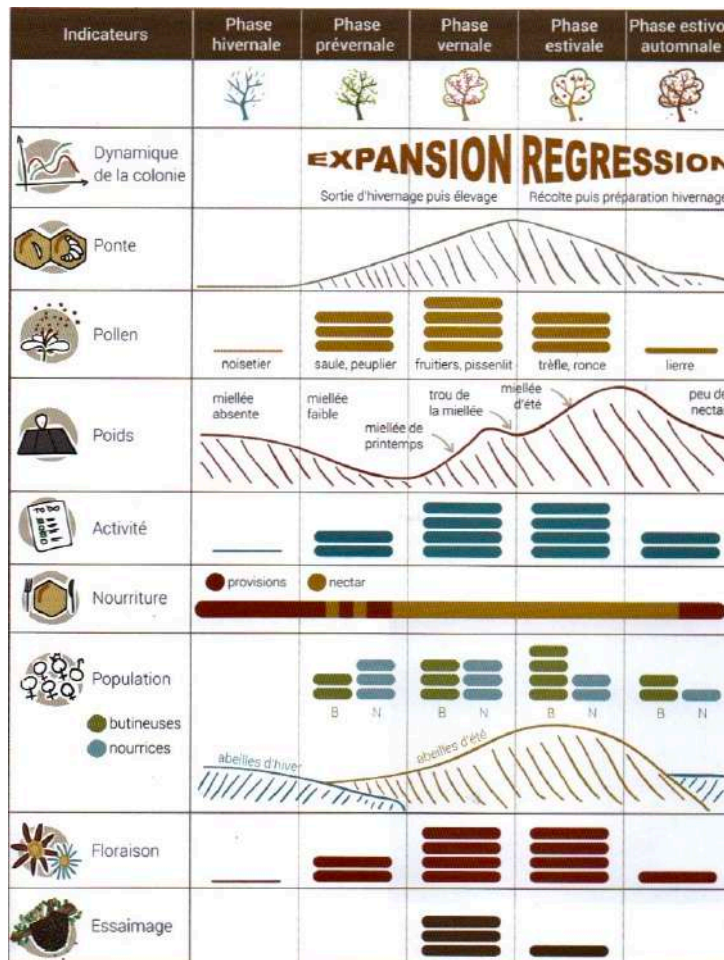 Indicateurs
Phase
hivernale
Phase
prévernale
Phase
vernale
Phase
estivale
Phase estivo
automnale
Dynamique
de la colonie
EXPANSION REGRESSION
Sortie d'hivernage puis élevage
Récolte puis préparation hivernage
Ponte
Pollen
noisetier
saule, peuplier
fruitiers, pissenlit
trèfle, ronce
lierre
Poids
miellée
absente
miellée
faible
miellée de
printemps
trou de
la miellée
miellée
d'été
peu de
necta
Activité
Nourriture
provisions
nectar
Population
butineuses
nourrices
B N
B N
B N
B N
abeilles d'hiver
abeilles d'été
Floraison
Essaimage